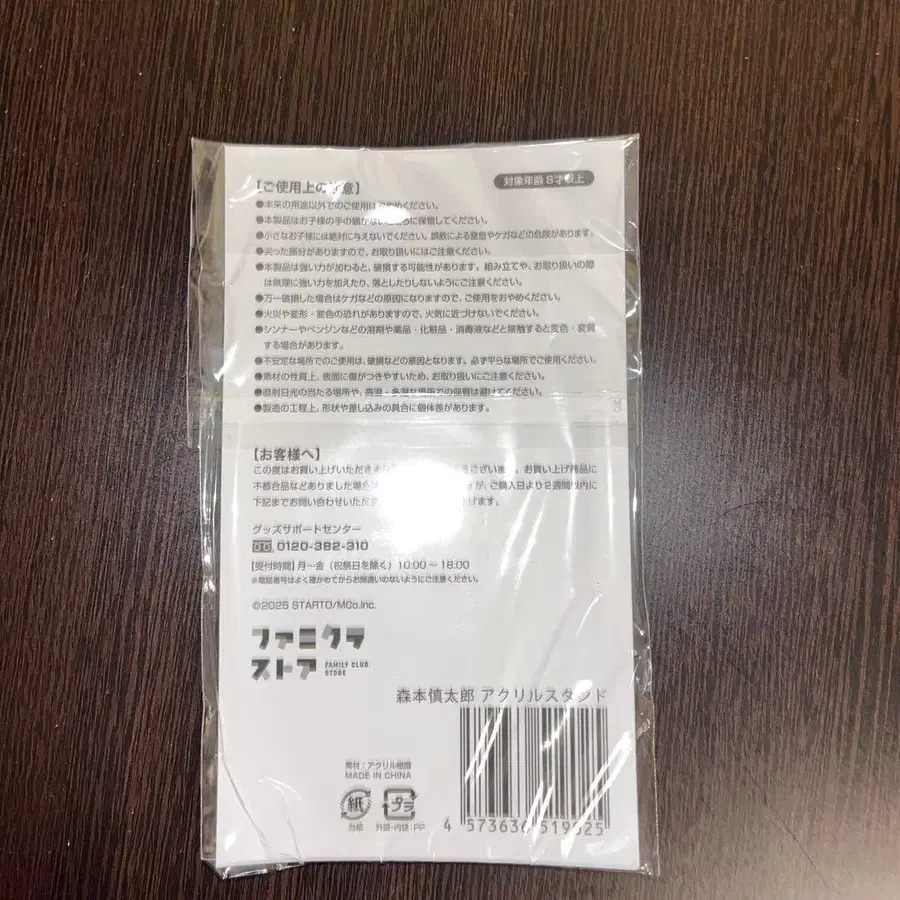 【ご使用上の注意】
対象年齢 8才以上
●本来の用途以外でのご使用はおやめください。
●本製品はお子様の手の届かないところに保管してください。
●小さなお子様には絶対に与えないでください。誤飲による窒息やケガなどの危険があります。
●尖った部分がありますので、お取り扱いにはご注意ください。
●本製品は強い力が加わると、破損する可能性があります。組み立てや、お取り扱いの際
は無理に強い力を加えたり、落としたりしないようにご注意ください。
●万一破損した場合はケガなどの原因になりますので、ご使用をおやめください。
●火災や変形・変色の恐れがありますので、火気に近づけないでください。
●シンナーやベンジンなどの溶剤や薬品・化粧品・消毒液などと接触すると変色・変質
する場合があります。
●不安定な場所でのご使用は、破損などの原因となります。必ず平らな場所でご使用ください。
●素材の性質上、表面に傷がつきやすいため、お取り扱いにご注意ください。
●直射日光の当たる場所や、高温・多湿な場所での保管は避けてください。
●製造の工程上、形状や差し込みの具合に個体差があります。
【お客様へ】
この度はお買い上げいただきま ございます。お買い上げ商品に
不都合品などありました場合 が、ご購入日より2週間以内に
下記までお問い合わせいただ げます。
グッズサポートセンター
0120-382-310
【受付時間】月〜金（祝祭日を除く）10:00〜18:00
※電話番号はよく確かめてからお間違いのないようにご注意ください。
©2025 STARTO/MCo.Inc.
ファミクラ
ストア FAMILY CLUB
STORE
森本慎太郎 アクリルスタンド
素材：アクリル樹脂
MADE IN CHINA
紙 プラ
台紙 外袋・内袋：PP
4 573636 519825